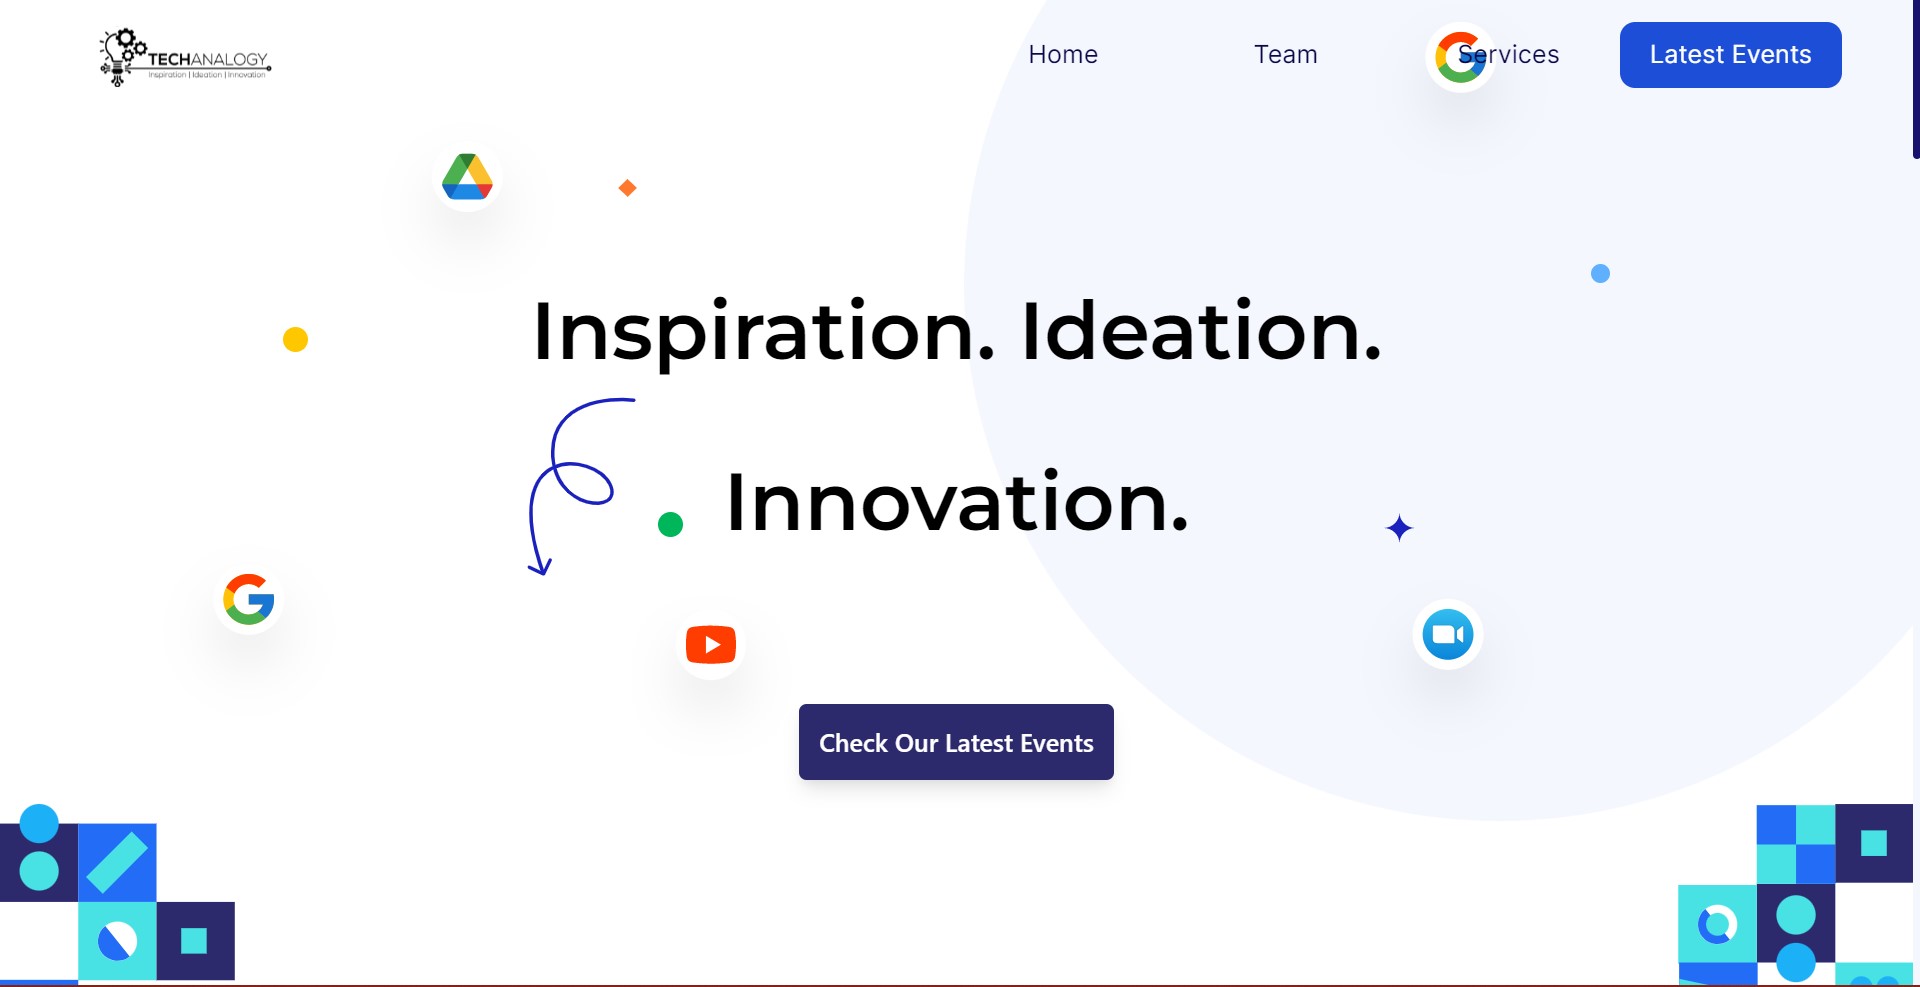 TECHANALOGY
Inspiration | Ideation | Innovation
Home
Team
Services
Latest Events
Inspiration. Ideation.
Innovation.
Check Our Latest Events